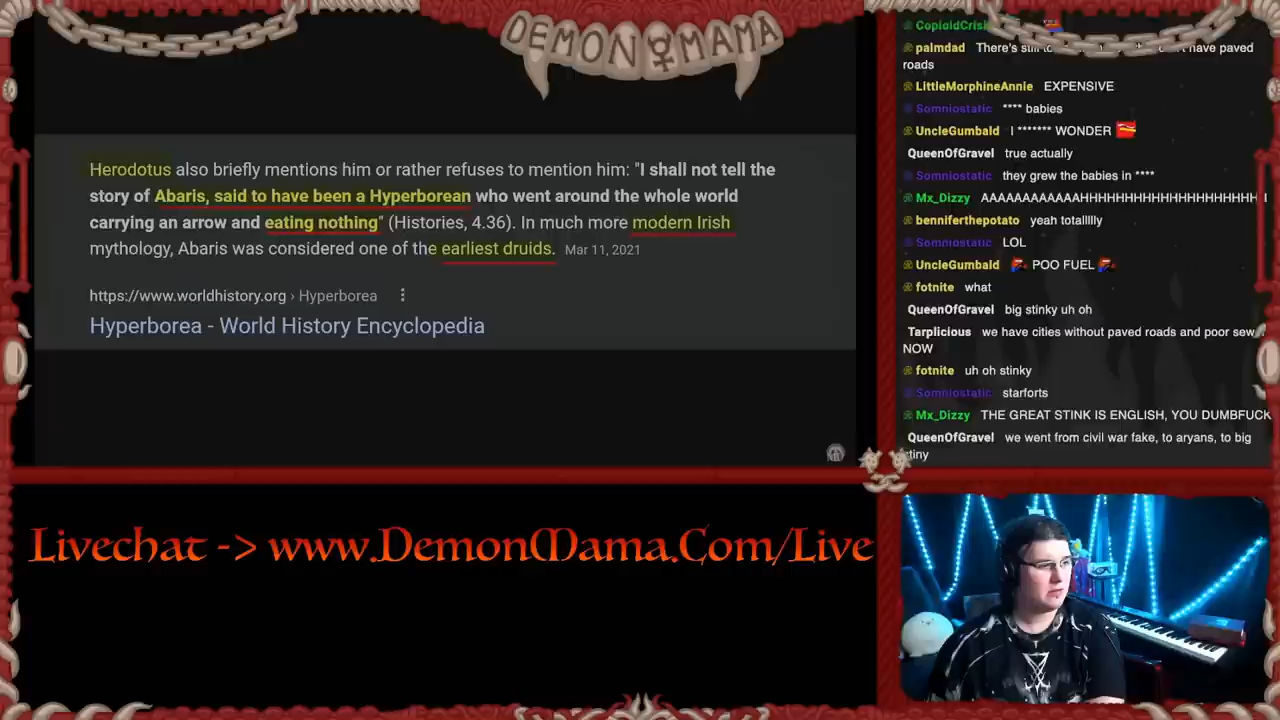 DEMON MAMA
Herodotus also briefly mentions him or rather refuses to mention him: "I shall not tell the
story of Abaris, said to have been a Hyperborean who went around the whole world
carrying an arrow and eating nothing" (Histories, 4.36). In much more modern Irish
mythology, Abaris was considered one of the earliest druids. Mar 11, 2021
https://www.worldhistory.org › Hyperborea
Hyperborea - World History Encyclopedia
Livechat -> www.DemonMama.Com/Live
palmdad There's have paved
roads
LittleMorphineAnnie EXPENSIVE
Somniostatic **** babies
UncleGumbald I ******* WONDER
QueenOfGravel true actually
Somniostatic they grew the babies in ****
Mx_Dizzy AAAAAAAAAAAAHHHHHHHHHHHHHHHHHHHHHH
benniferthepotato yeah totallllly
Somniostatic LOL
UncleGumbald POO FUEL
fotnite what
QueenOfGravel big stinky uh oh
Tarplicious we have cities without paved roads and poor
NOW
fotnite uh oh stinky
Somniostatic starforts
Mx_Dizzy THE GREAT STINK IS ENGLISH, YOU DUMBFUCK
QueenOfGravel we went from civil war fake, to aryans, to big